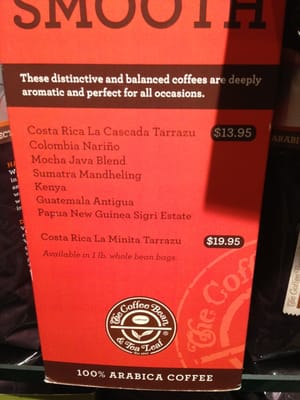 SMOOTH
These distinctive and balanced coffees are deeply
aromatic and perfect for all occasions.
Costa Rica La Cascada Tarrazu $13.95
Colombia Nariño
Mocha Java Blend
Sumatra Mandheling
Kenya
Guatemala Antigua
Papua New Guinea Sigri Estate
Costa Rica La Minita Tarrazu $19.95
Available in 1 lb. whole bean bags.
The Coffee Bean
& Tea Leaf
The Coffee
100% ARABICA COFFEE